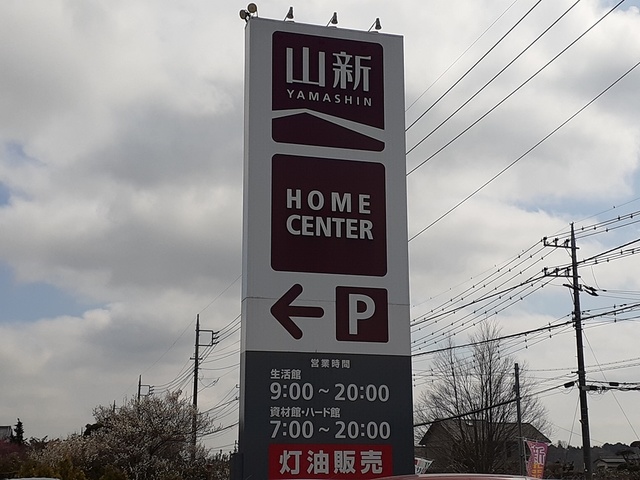 山新
YAMASHIN
HOME
CENTER
P
営業時間
生活館
9:00～20:00
資材館・ハード館
7:00～20:00
灯油販売